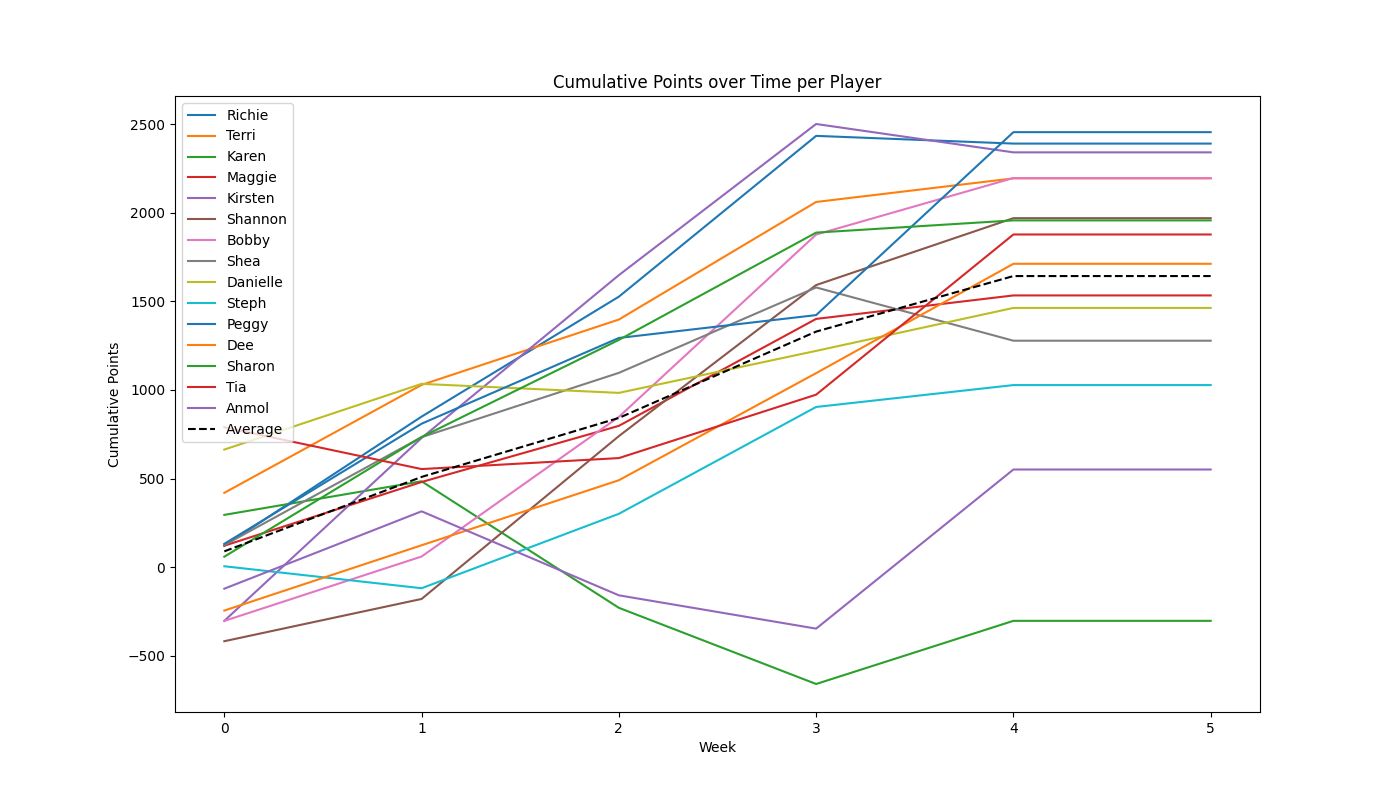 Cumulative Points over Time per Player
Richie
Terri
Karen
Maggie
Kirsten
Shannon
Bobby
Shea
Danielle
Steph
Peggy
Dee
Sharon
Tia
Anmol
Average
2500
2000
1500
1000
500
0
−500
Cumulative Points
0 1 2 3 4 5
Week